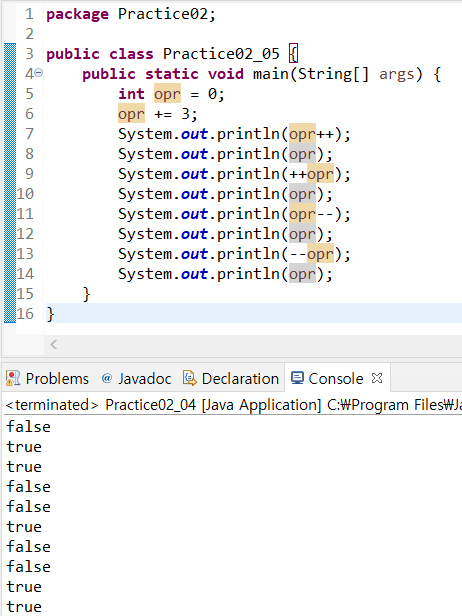 1 package Practice02;
2
3 public class Practice02_05 {
4 public static void main(String[] args) {
5 int opr = 0;
6 opr += 3;
7 System.out.println(opr++);
8 System.out.println(opr);
9 System.out.println(++opr);
10 System.out.println(opr);
11 System.out.println(opr--);
12 System.out.println(opr);
13 System.out.println(--opr);
14 System.out.println(opr);
15 }
16 }
Problems @ Javadoc Declaration Console
<terminated> Practice02_04 [Java Application] C:₩Program Files₩Ja
false
true
true
false
false
true
false
false
true
true